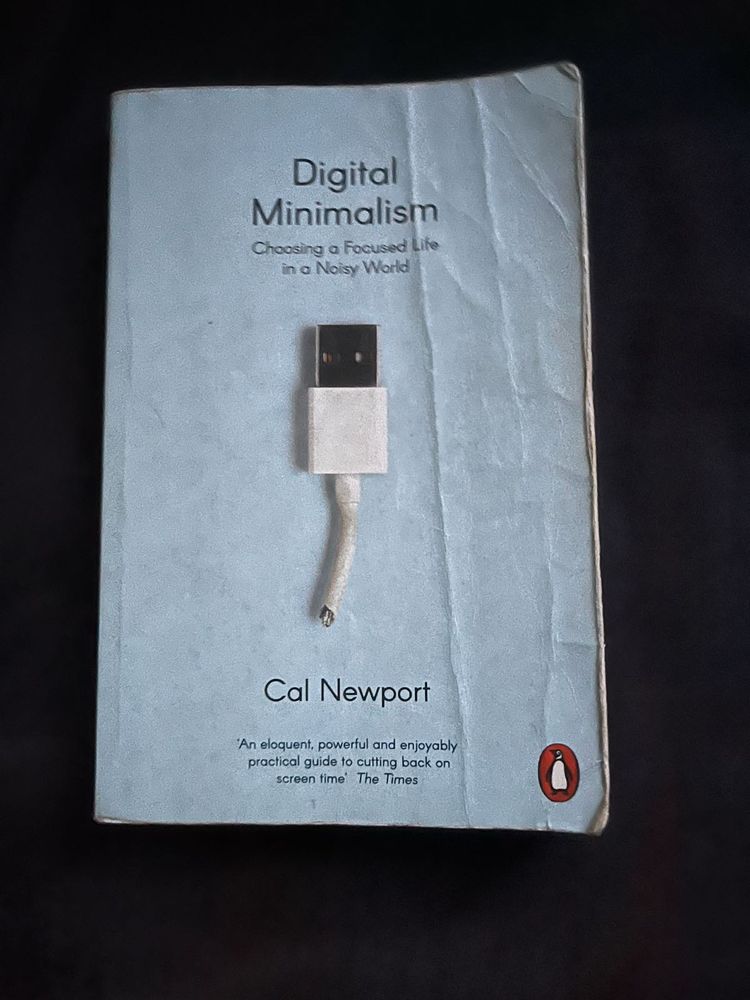 Digital
Minimalism
Choosing a Focused Life
in a Noisy World
Cal Newport
'An eloquent, powerful and enjoyably
practical guide to cutting back on
screen time' The Times